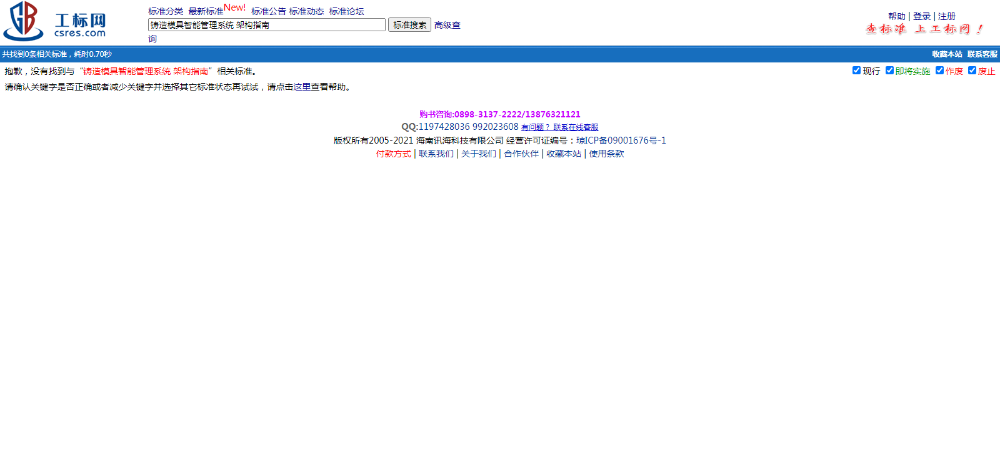 GB 工标网
csres.com
标准分类 最新标准New! 标准公告 标准动态 标准论坛
铸造模具智能管理系统 架构指南 标准搜索 高级查
询
帮助 | 登录 | 注册
查标准 上工标网！
共找到0条相关标准，耗时0.70秒 收藏本站 联系客服
抱歉，没有找到与“铸造模具智能管理系统 架构指南”相关标准。 现行 即将实施 作废 废止
请确认关键字是否正确或者减少关键字并选择其它标准状态再试试，请点击这里查看帮助。
购书咨询:0898-3137-2222/13876321121
QQ:1197428036 992023608 有问题？ 联系在线客服
版权所有2005-2021 海南讯海科技有限公司 经营许可证编号：琼ICP备09001676号-1
付款方式 | 联系我们 | 关于我们 | 合作伙伴 | 收藏本站 | 使用条款